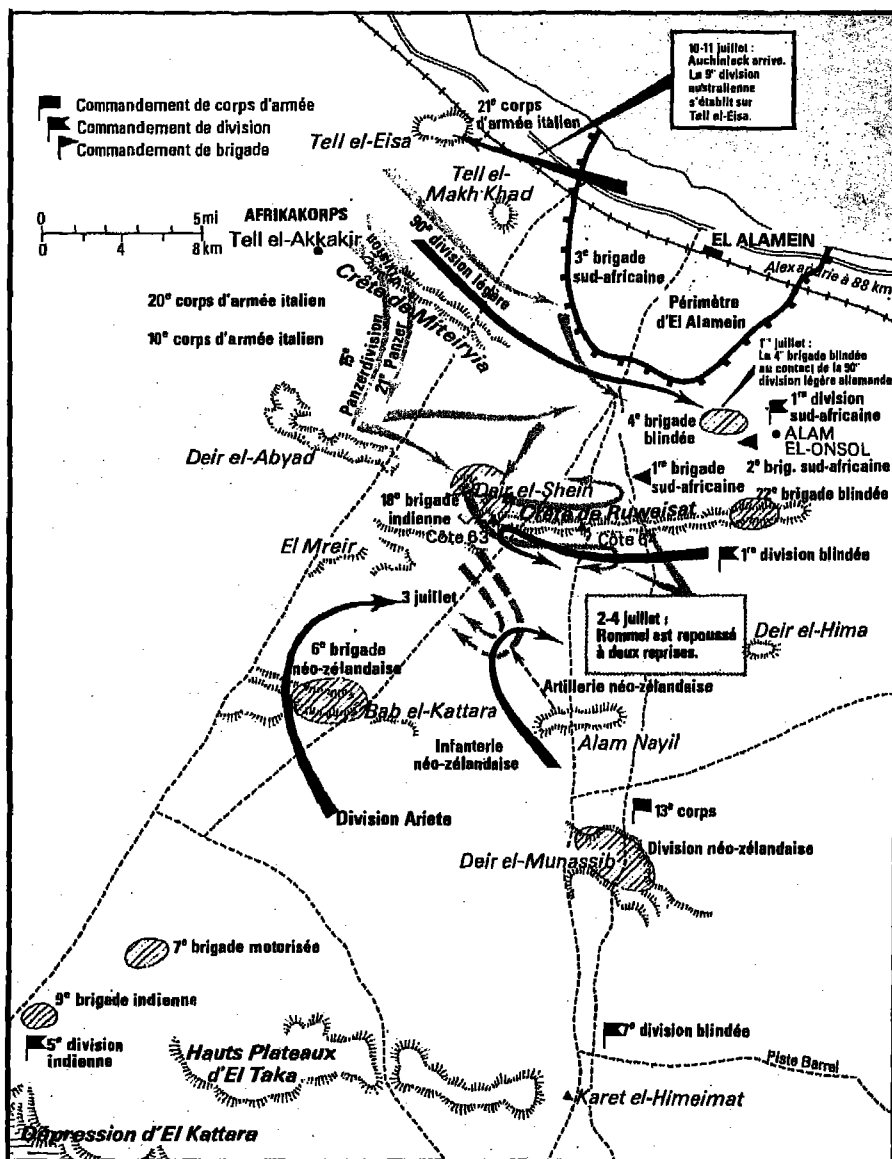 10-11 juillet :
Auchinleck arrive.
La 9e division
australienne
s'établit sur
Tell el-Eisa.
Commandement de corps d'armée
Commandement de division
Commandement de brigade
21e corps
d'armée italien
Tell el-Eisa
Tell el-
Makh Khad
0 5 mi
0 4 8 km
AFRIKAKORPS
Tell el-Akkakir
90e division légère
3e brigade
sud-africaine
EL ALAMEIN
Alexandrie à 88 km
Périmètre
d'El Alamein
20e corps d'armée italien
10e corps d'armée italien
Crête de Miteiryia
15e
Panzerdivision
21e Panzer
1er juillet :
La 4e brigade blindée
au contact de la 90e
division légère allemande
4e brigade
blindée
1re division
sud-africaine
ALAM
EL-ONSOL
2e brig. sud-africaine
1re brigade
sud-africaine
22e brigade blindée
Deir el-Abyad
Deir el-Shein
18e brigade
indienne
Crête de Ruweisat
Côte 63
Côte 64
El Mreir
1re division blindée
3 juillet
2-4 juillet :
Rommel est repoussé
à deux reprises.
Deir el-Hima
6e brigade
néo-zélandaise
Bab el-Kattara
Artillerie néo-zélandaise
Infanterie
néo-zélandaise
Alam Nayil
Division Ariete
13e corps
Division néo-zélandaise
Deir el-Munassib
7e brigade motorisée
9e brigade indienne
5e division
indienne
Hauts Plateaux
d'El Taka
7e division blindée
Piste Barrel
Karet el-Himeimat
Dépression d'El Kattara